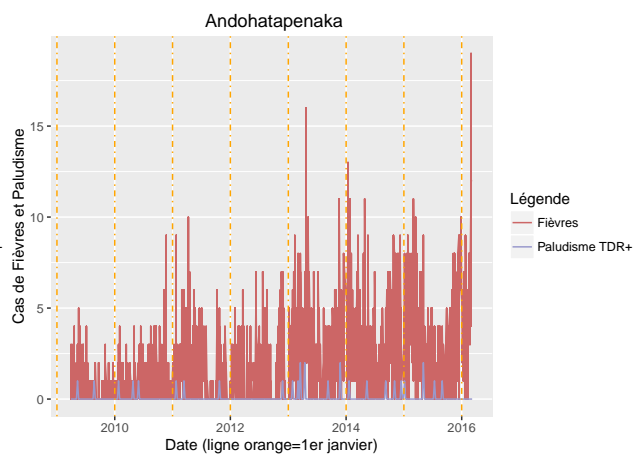 Andohatapenaka
Cas de Fièvres et Paludisme
15
10
5
0
2010
2012
2014
2016
Date (ligne orange=1er janvier)
Légende
Fièvres
Paludisme TDR+